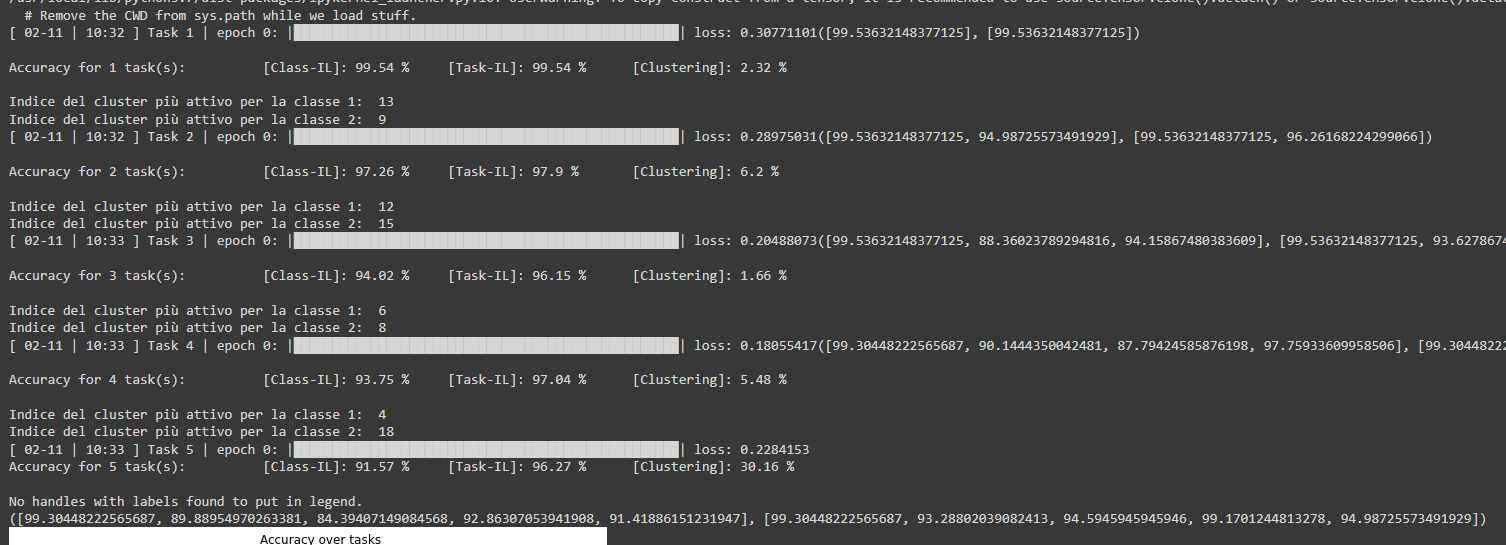 /usr/local/lib/python3.7/dist-packages/ipykernel_launcher.py:10: UserWarning: To copy construct from a tensor, it is recommended to use sourceTensor.clone().detach() or sourceTensor.clone().detac
# Remove the CWD from sys.path while we load stuff.
[ 02-11 | 10:32 ] Task 1 | epoch 0: |██████████████████████████████████████████████████| loss: 0.30771101([99.53632148377125], [99.53632148377125])
Accuracy for 1 task(s): [Class-IL]: 99.54 % [Task-IL]: 99.54 % [Clustering]: 2.32 %
Indice del cluster più attivo per la classe 1: 13
Indice del cluster più attivo per la classe 2: 9
[ 02-11 | 10:32 ] Task 2 | epoch 0: |██████████████████████████████████████████████████| loss: 0.28975031([99.53632148377125, 94.98725573491929], [99.53632148377125, 96.26168224299066])
Accuracy for 2 task(s): [Class-IL]: 97.26 % [Task-IL]: 97.9 % [Clustering]: 6.2 %
Indice del cluster più attivo per la classe 1: 12
Indice del cluster più attivo per la classe 2: 15
[ 02-11 | 10:33 ] Task 3 | epoch 0: |██████████████████████████████████████████████████| loss: 0.20488073([99.53632148377125, 88.36023789294816, 94.15867480383609], [99.53632148377125, 93.6278674
Accuracy for 3 task(s): [Class-IL]: 94.02 % [Task-IL]: 96.15 % [Clustering]: 1.66 %
Indice del cluster più attivo per la classe 1: 6
Indice del cluster più attivo per la classe 2: 8
[ 02-11 | 10:33 ] Task 4 | epoch 0: |██████████████████████████████████████████████████| loss: 0.18055417([99.30448222565687, 90.1444350042481, 87.79424585876198, 97.75933609958506], [99.3044822
Accuracy for 4 task(s): [Class-IL]: 93.75 % [Task-IL]: 97.04 % [Clustering]: 5.48 %
Indice del cluster più attivo per la classe 1: 4
Indice del cluster più attivo per la classe 2: 18
[ 02-11 | 10:33 ] Task 5 | epoch 0: |██████████████████████████████████████████████████| loss: 0.2284153
Accuracy for 5 task(s): [Class-IL]: 91.57 % [Task-IL]: 96.27 % [Clustering]: 30.16 %
No handles with labels found to put in legend.
([99.30448222565687, 89.88954970263381, 84.39407149084568, 92.86307053941908, 91.41886151231947], [99.30448222565687, 93.28802039082413, 94.5945945945946, 99.1701244813278, 94.98725573491929])
Accuracy over tasks